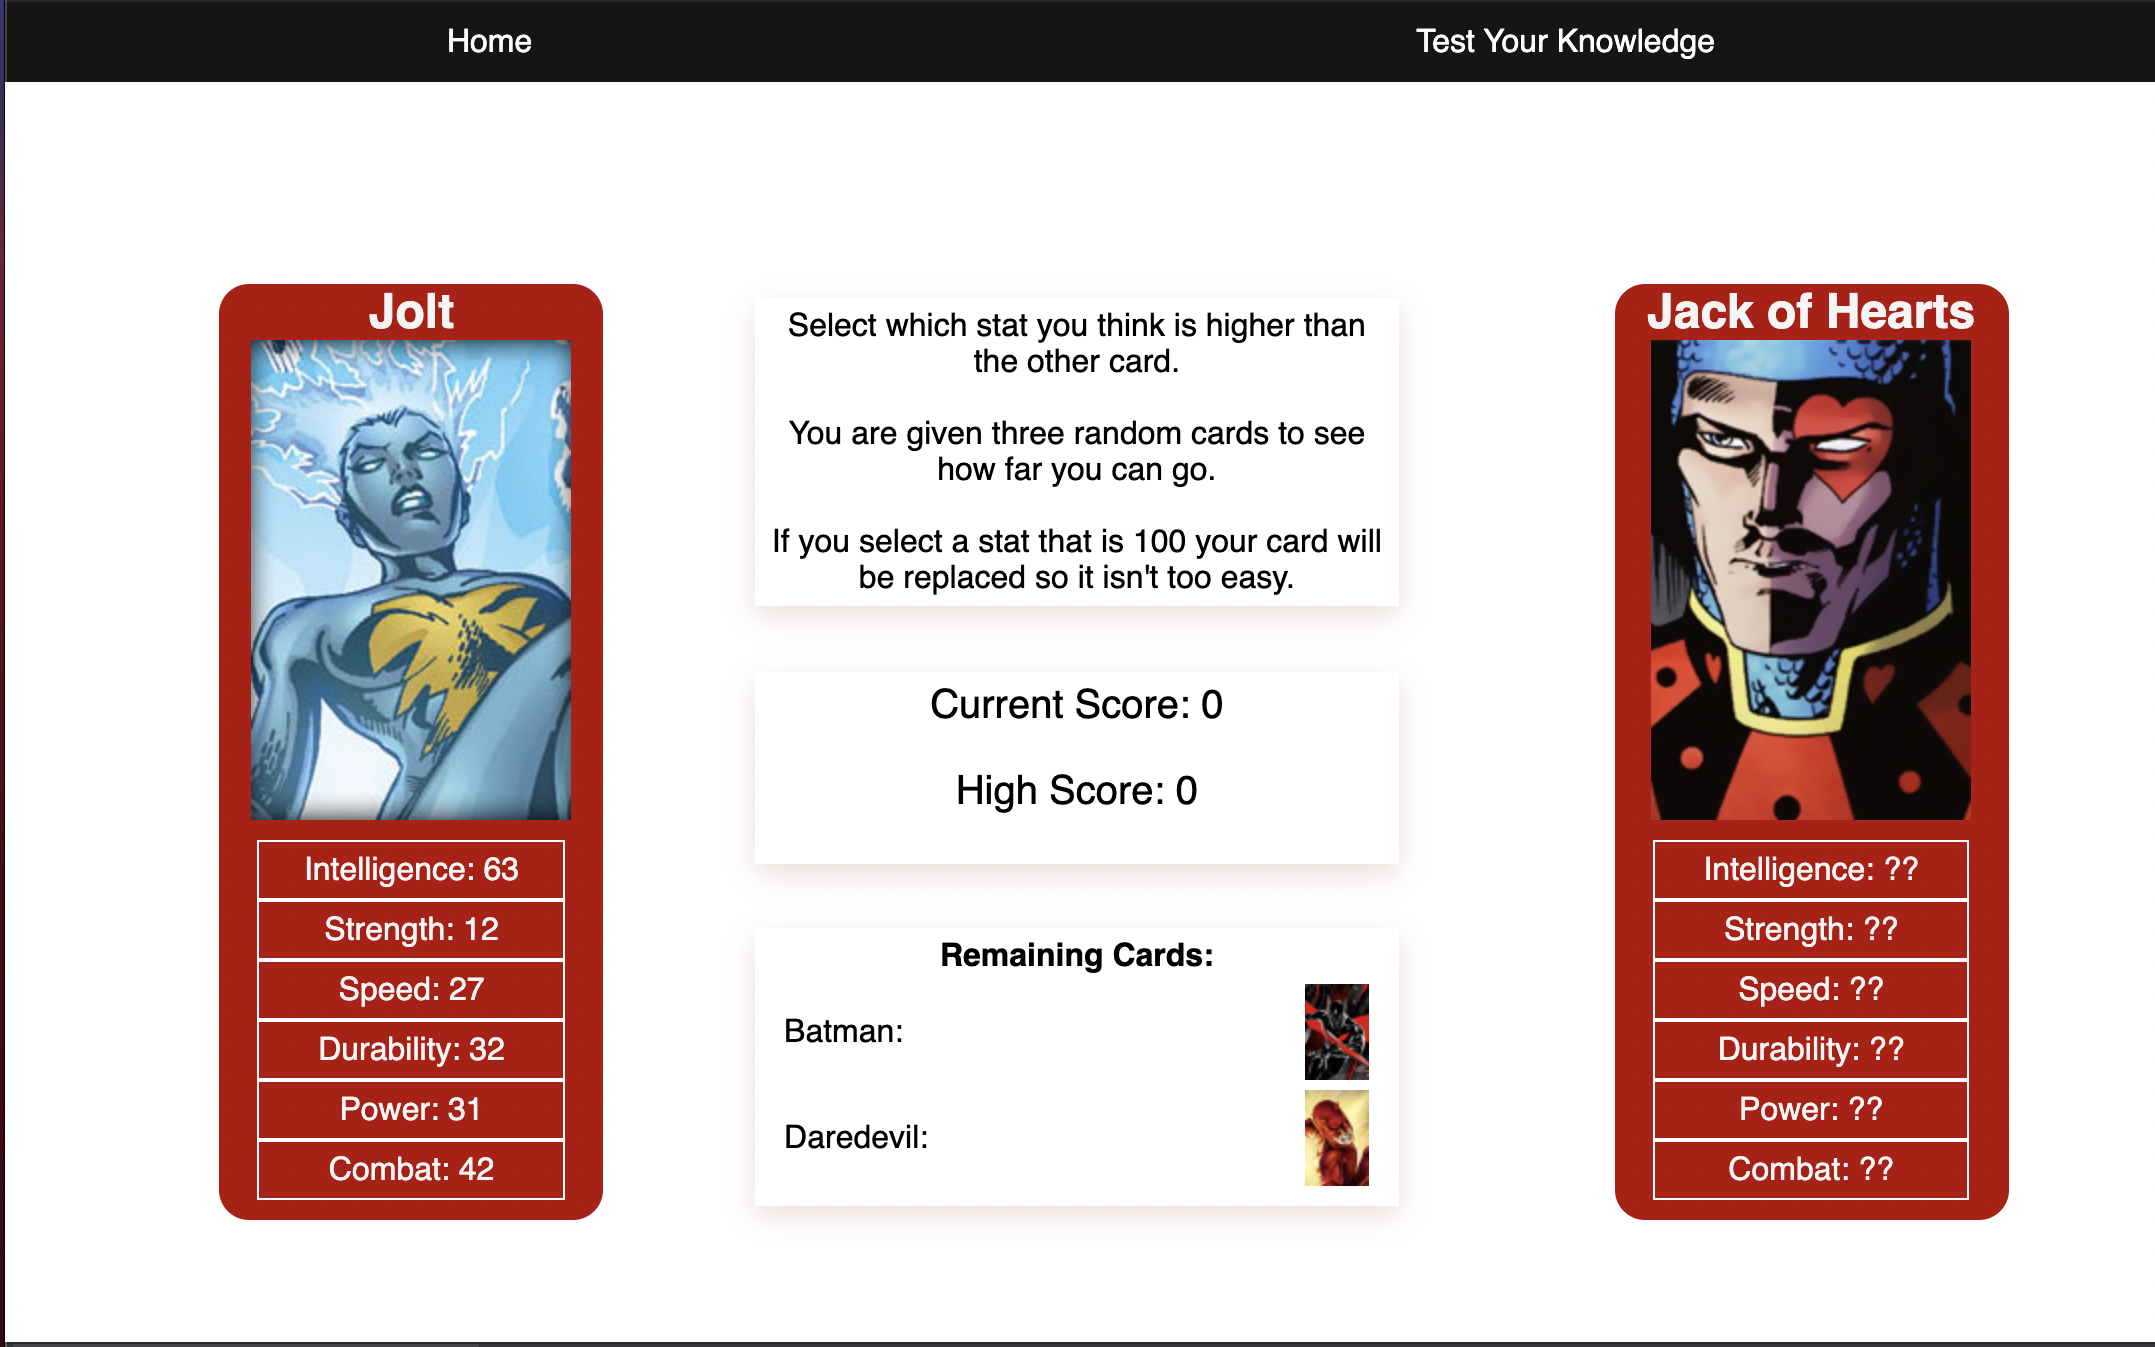 Home
Test Your Knowledge
Jolt
Intelligence: 63
Strength: 12
Speed: 27
Durability: 32
Power: 31
Combat: 42
Select which stat you think is higher than
the other card.
You are given three random cards to see
how far you can go.
If you select a stat that is 100 your card will
be replaced so it isn't too easy.
Current Score: 0
High Score: 0
Remaining Cards:
Batman:
Daredevil:
Jack of Hearts
Intelligence: ??
Strength: ??
Speed: ??
Durability: ??
Power: ??
Combat: ??